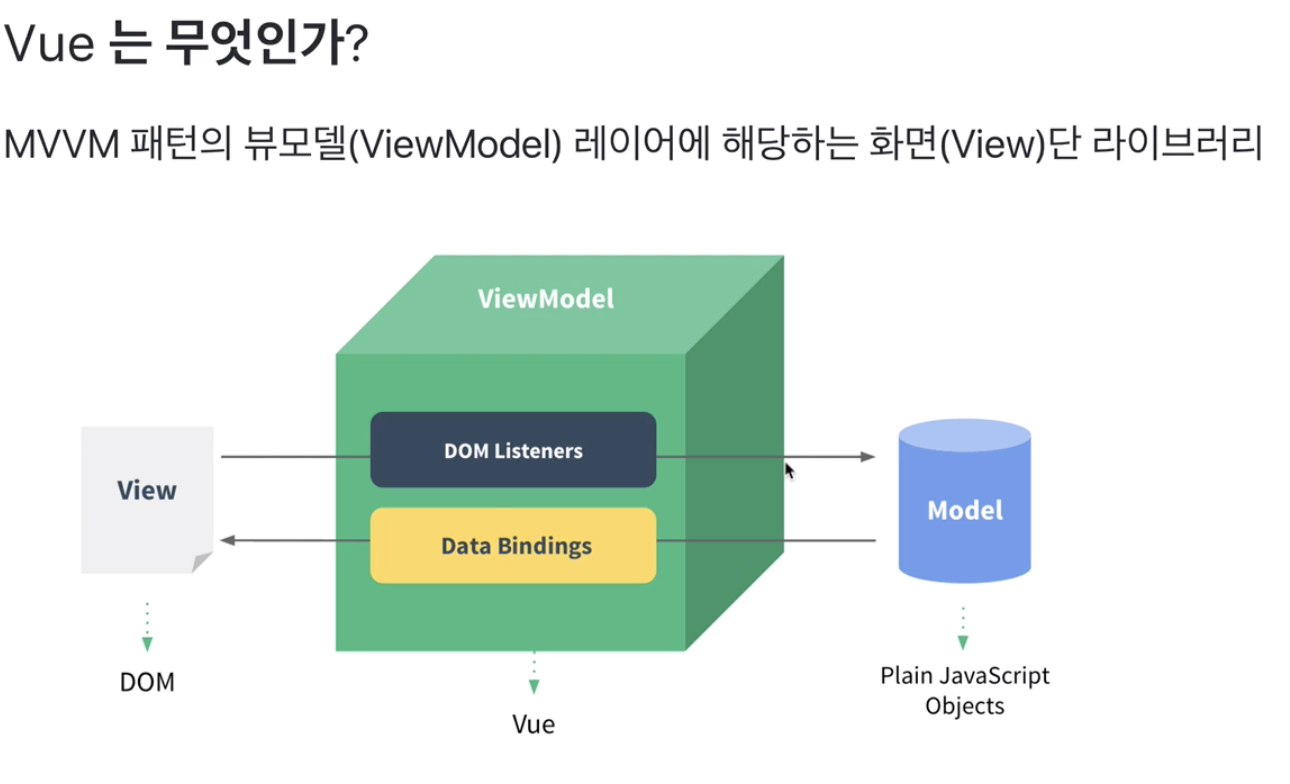 Vue 는 무엇인가?
MVVM 패턴의 뷰모델(ViewModel) 레이어에 해당하는 화면(View)단 라이브러리
ViewModel
DOM Listeners
View
Model
Data Bindings
DOM
Vue
Plain JavaScript
Objects